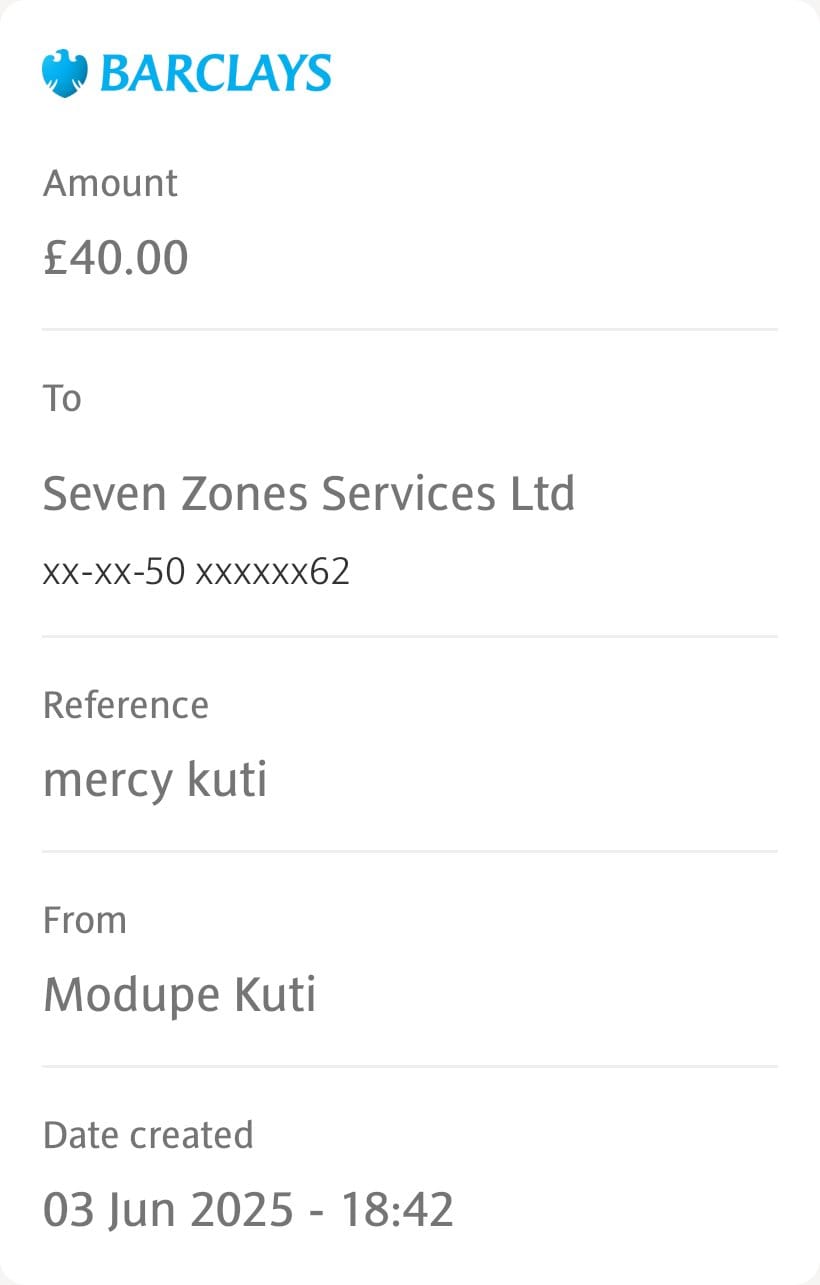 BARCLAYS
Amount
£40.00
To
Seven Zones Services Ltd
xx-xx-50 xxxxxx62
Reference
mercy kuti
From
Modupe Kuti
Date created
03 Jun 2025 - 18:42